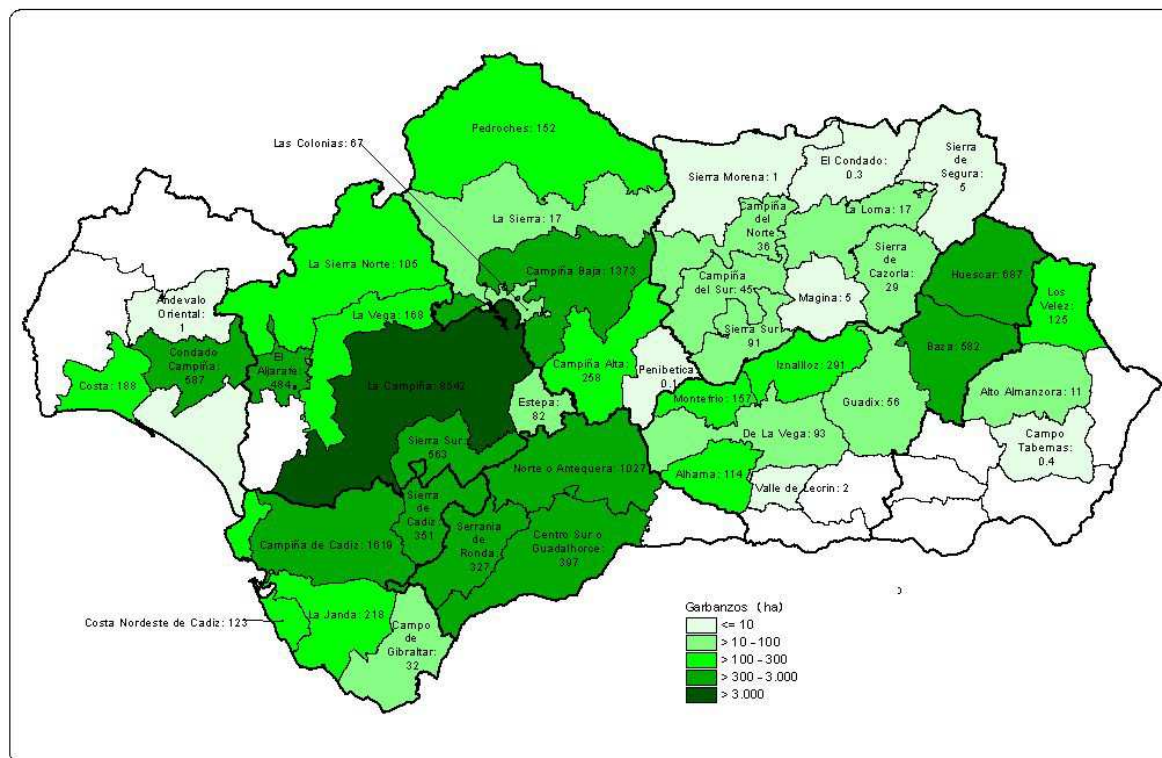 Pedroches: 152
Las Colonias: 67
El Condado:
0.3
Sierra
de
Segura:
5
Sierra Morena: 1
La Sierra: 17
Campiña
del
Norte:
36
La Loma: 17
La Sierra Norte: 105
Campiña Baja: 1373
Campiña
del Sur: 45
Sierra
de
Cazorla:
29
Huescar: 687
Andevalo
Oriental:
1
La Vega: 168
Magina: 5
Los
Velez:
125
Sierra Sur:
91
Condado
Campiña:
587
El
Aljarafe:
484
Costa: 188
La Campiña: 8542
Campiña Alta:
258
Penibetica:
0.1
Iznalloz: 291
Baza: 582
Estepa:
82
Montefrio: 157
Guadix: 56
Alto Almanzora: 11
Sierra Sur:
563
De La Vega: 93
Campo
Tabernas:
0.4
Norte o Antequera: 1027
Alhama: 114
Valle de Lecrin: 2
Sierra
de
Cadiz:
351
Serrania
de
Ronda:
327
Centro Sur o
Guadalhorce:
397
Campiña de Cadiz: 1619
La Janda: 218
Costa Nordeste de Cadiz: 123
Campo
de
Gibraltar:
32
Garbanzos (ha)
<= 10
> 10 - 100
> 100 - 300
> 300 - 3.000
> 3.000